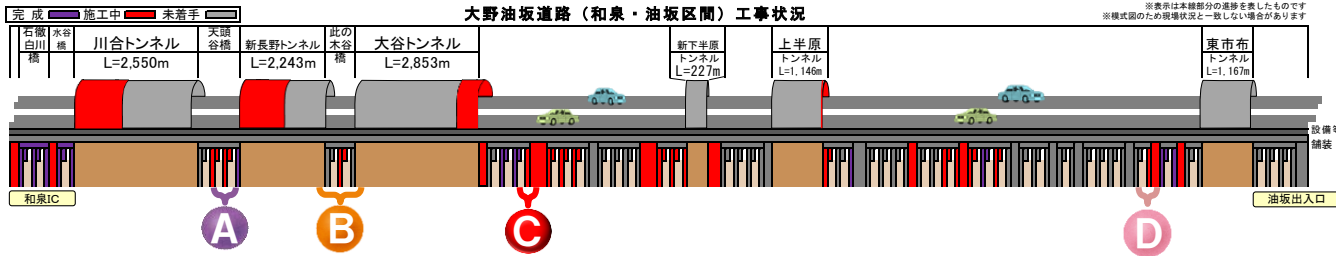 完 成 施工中 未着手
大野油坂道路（和泉・油坂区間）工事状況
※表示は本線部分の進捗を表したものです
※模式図のため現場状況と一致しない場合があります
石徹白川橋
水谷橋
川合トンネル
L=2,550m
天頭谷橋
新長野トンネル
L=2,243m
此の木谷橋
大谷トンネル
L=2,853m
新下半原
トンネル
L=227m
上半原
トンネル
L=1,146m
東市布
トンネル
L=1,167m
設備等
舗装
和泉IC
油坂出入口
A
B
C
D